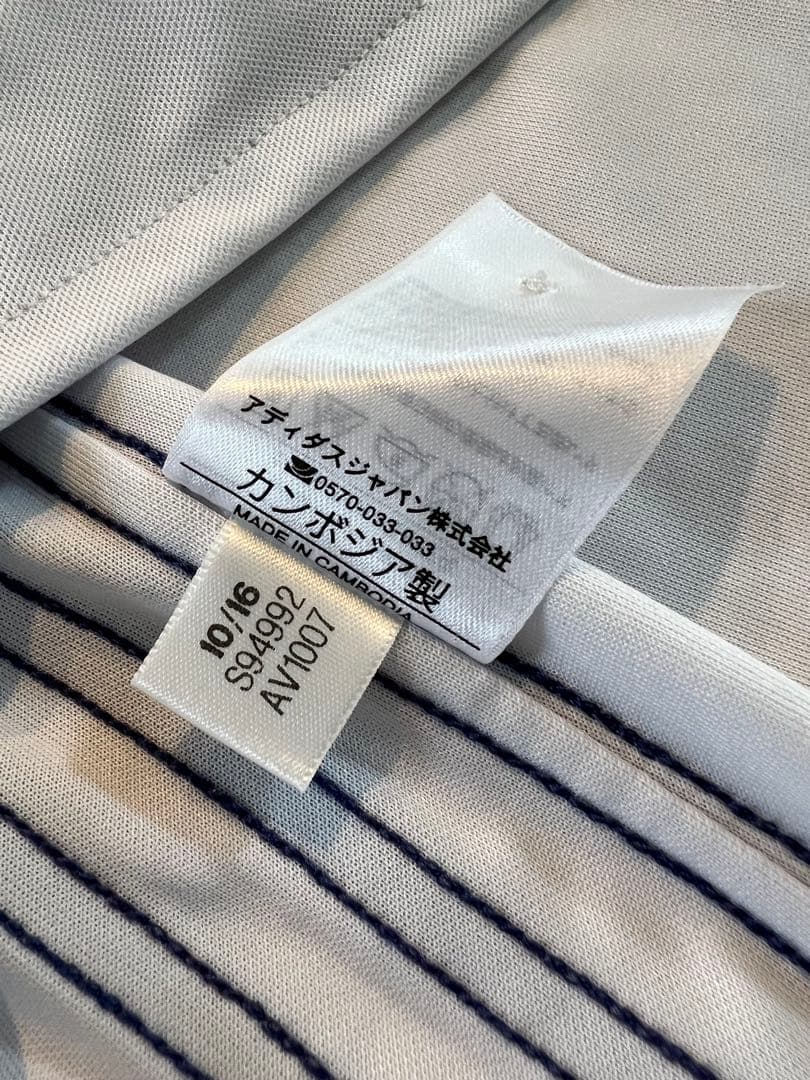 アディダスジャパン株式会社
0570-033-033
カンボジア製
MADE IN CAMBODIA
10/16
S94992
AV1007